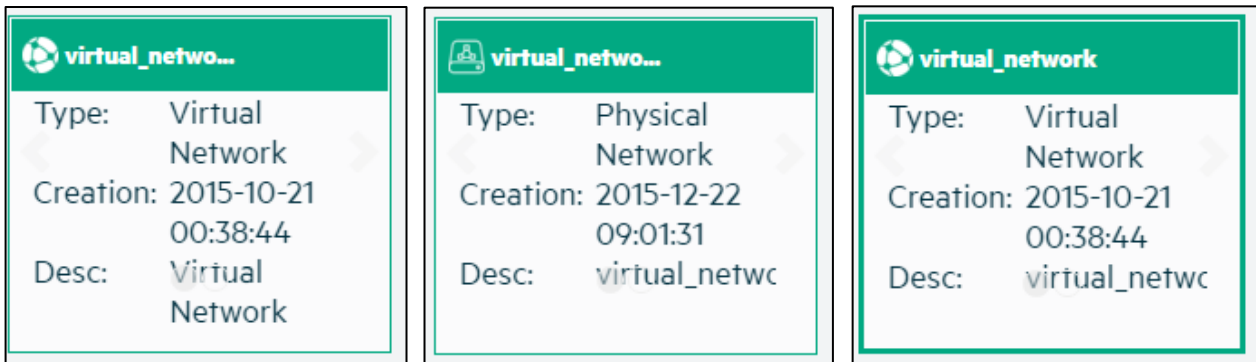 virtual_netwo...
Type: Virtual
Network
Creation: 2015-10-21
00:38:44
Desc: Virtual
Network
virtual_netwo...
Type: Physical
Network
Creation: 2015-12-22
09:01:31
Desc: virtual_netwc
virtual_network
Type: Virtual
Network
Creation: 2015-10-21
00:38:44
Desc: virtual_netwc